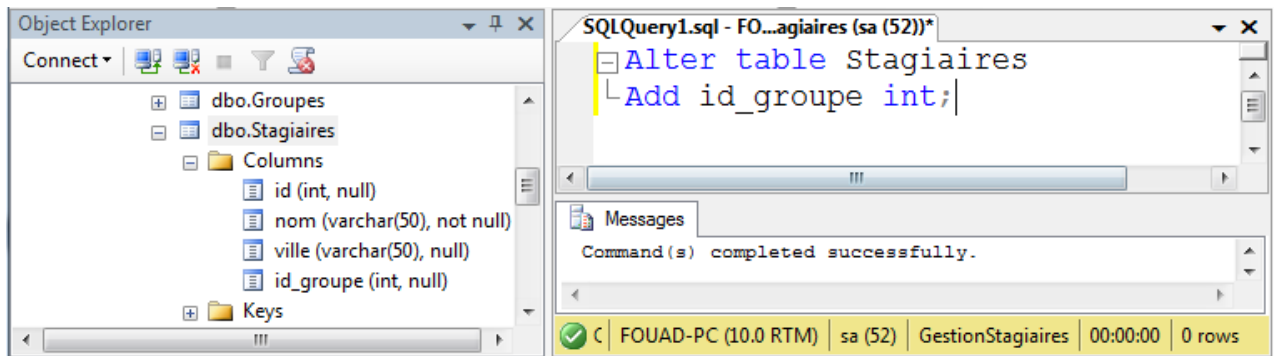 Object Explorer
Connect
dbo.Groupes
dbo.Stagiaires
Columns
id (int, null)
nom (varchar(50), not null)
ville (varchar(50), null)
id_groupe (int, null)
Keys
SQLQuery1.sql - FO...agiaires (sa (52))*
Alter table Stagiaires
Add id_groupe int;
Messages
Command(s) completed successfully.
FOUAD-PC (10.0 RTM) sa (52) GestionStagiaires 00:00:00 0 rows